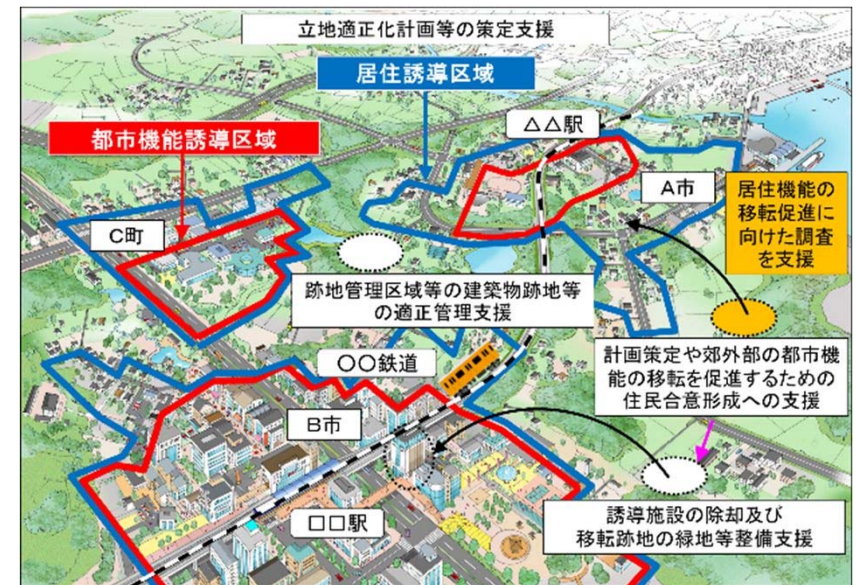 立地適正化計画等の策定支援
居住誘導区域
都市機能誘導区域
△△駅
A市
居住機能の
移転促進に
向けた調査
を支援
C町
跡地管理区域等の建築物跡地等
の適正管理支援
〇〇鉄道
計画策定や郊外部の都市機
能の移転を促進するための
住民合意形成への支援
B市
□□駅
誘導施設の除却及び
移転跡地の緑地等整備支援